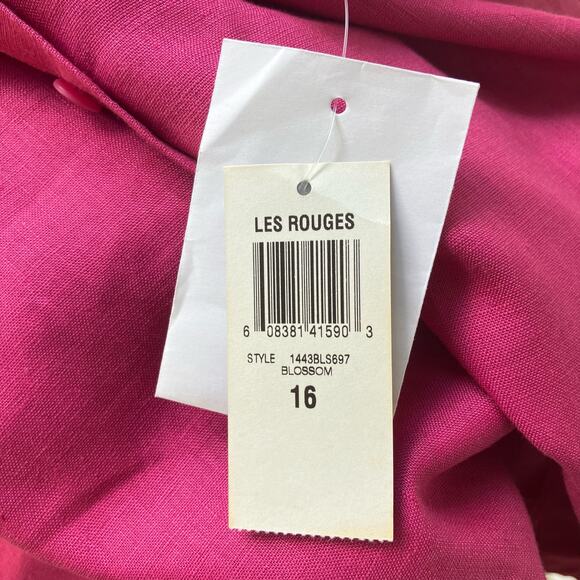 LES ROUGES
6 08381 41590 3
STYLE 1443BLS697
BLOSSOM
16